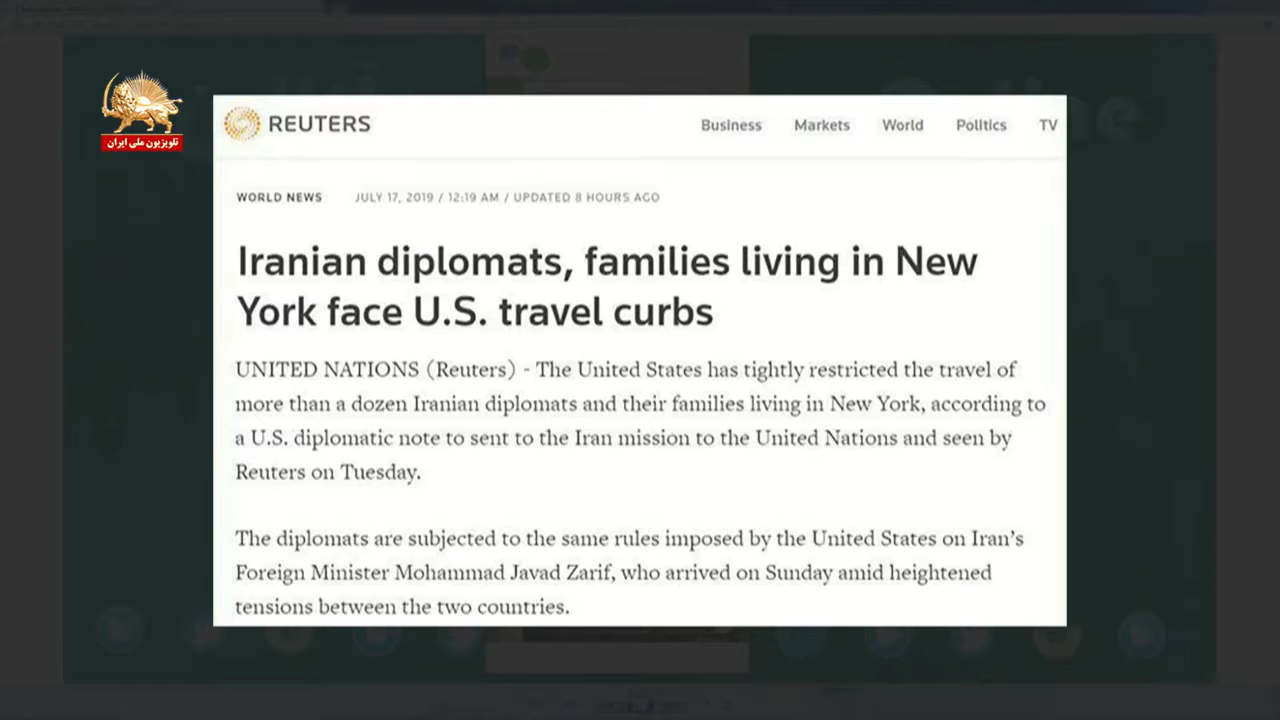 تلویزیون ملی ایران
REUTERS
Business Markets World Politics TV
WORLD NEWS JULY 17, 2019 / 12:19 AM / UPDATED 8 HOURS AGO
Iranian diplomats, families living in New
York face U.S. travel curbs
UNITED NATIONS (Reuters) - The United States has tightly restricted the travel of
more than a dozen Iranian diplomats and their families living in New York, according to
a U.S. diplomatic note to sent to the Iran mission to the United Nations and seen by
Reuters on Tuesday.
The diplomats are subjected to the same rules imposed by the United States on Iran's
Foreign Minister Mohammad Javad Zarif, who arrived on Sunday amid heightened
tensions between the two countries.